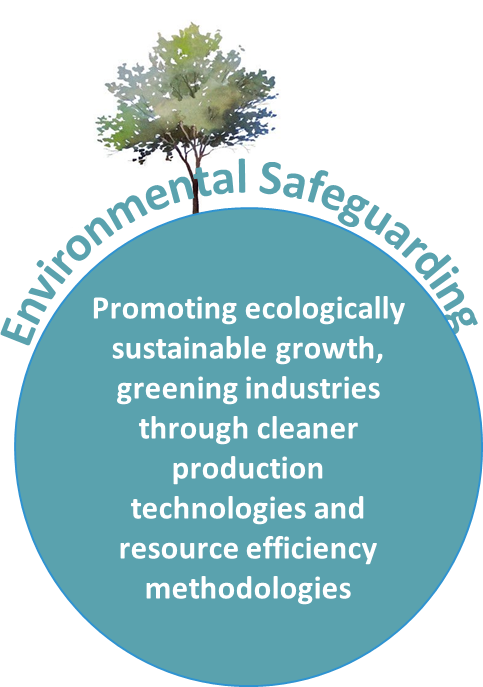 Environmental Safeguarding
Promoting ecologically
sustainable growth,
greening industries
through cleaner
production
technologies and
resource efficiency
methodologies